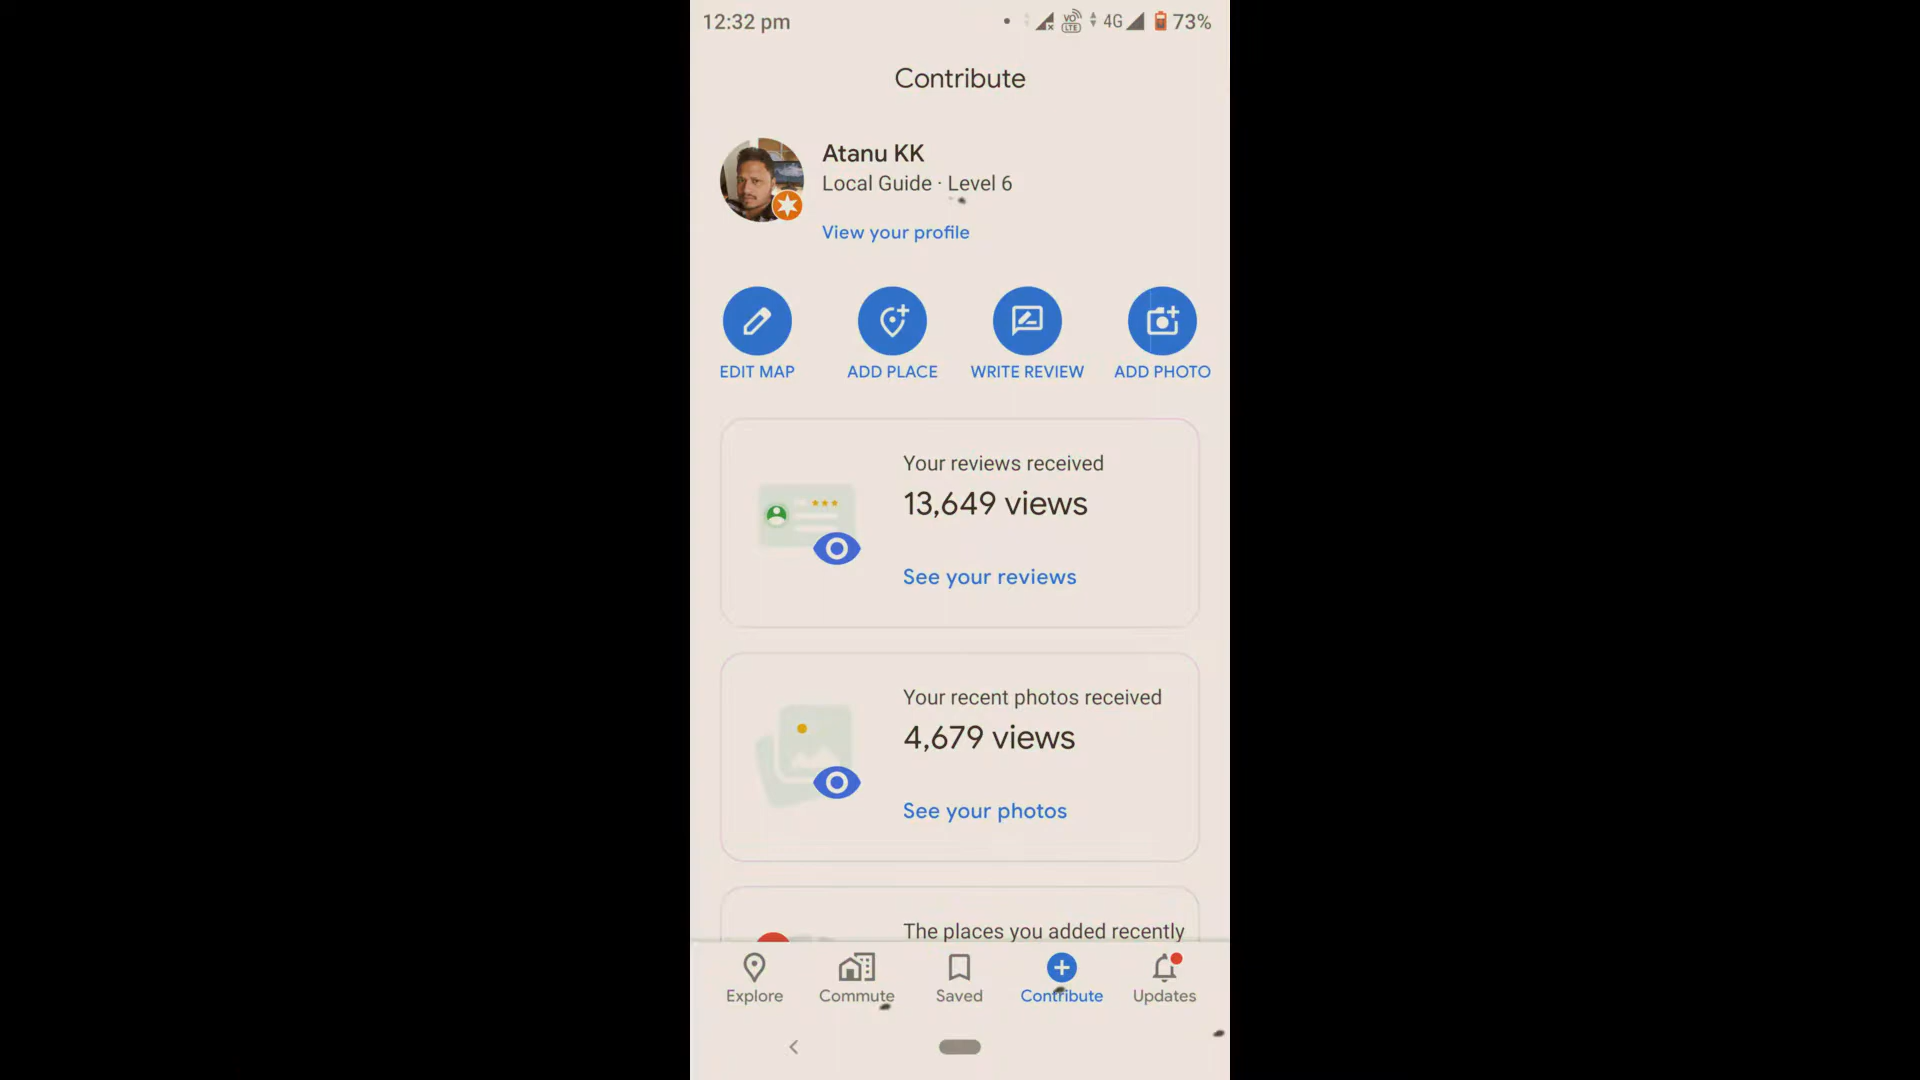 12:32 pm
VO LTE 4G 73%
Contribute
Atanu KK
Local Guide · Level 6
View your profile
EDIT MAP
ADD PLACE
WRITE REVIEW
ADD PHOTO
Your reviews received
13,649 views
See your reviews
Your recent photos received
4,679 views
See your photos
The places you added recently
Explore
Commute
Saved
Contribute
Updates